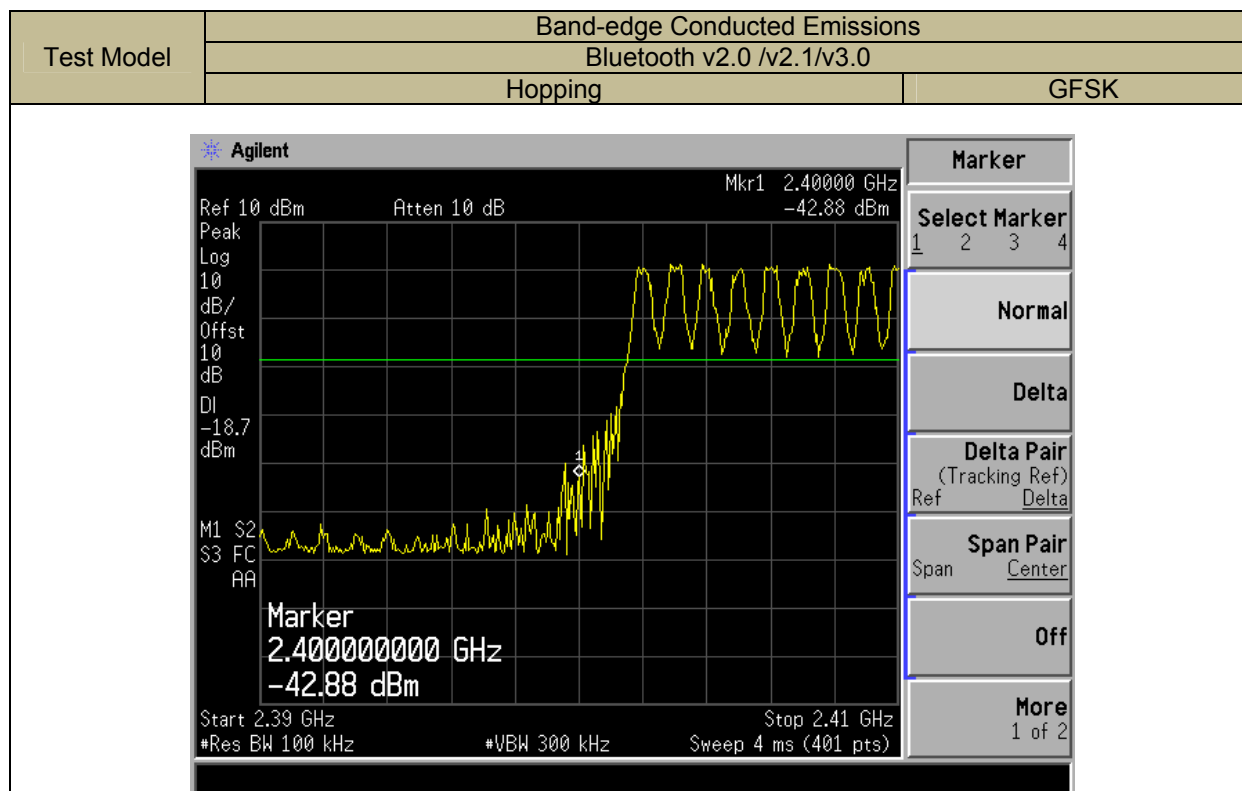 Test Model
Band-edge Conducted Emissions
Bluetooth v2.0 /v2.1/v3.0
Hopping GFSK
Agilent
Mkr1 2.40000 GHz
Ref 10 dBm Atten 10 dB -42.88 dBm
Peak
Log
10
dB/
Offst
10
dB
DI
-18.7
dBm
1
M1 S2
S3 FC
AA
Marker
2.400000000 GHz
-42.88 dBm
Start 2.39 GHz Stop 2.41 GHz
#Res BW 100 kHz #VBW 300 kHz Sweep 4 ms (401 pts)
Marker
Select Marker
1 2 3 4
Normal
Delta
Delta Pair
(Tracking Ref)
Ref Delta
Span Pair
Span Center
Off
More
1 of 2